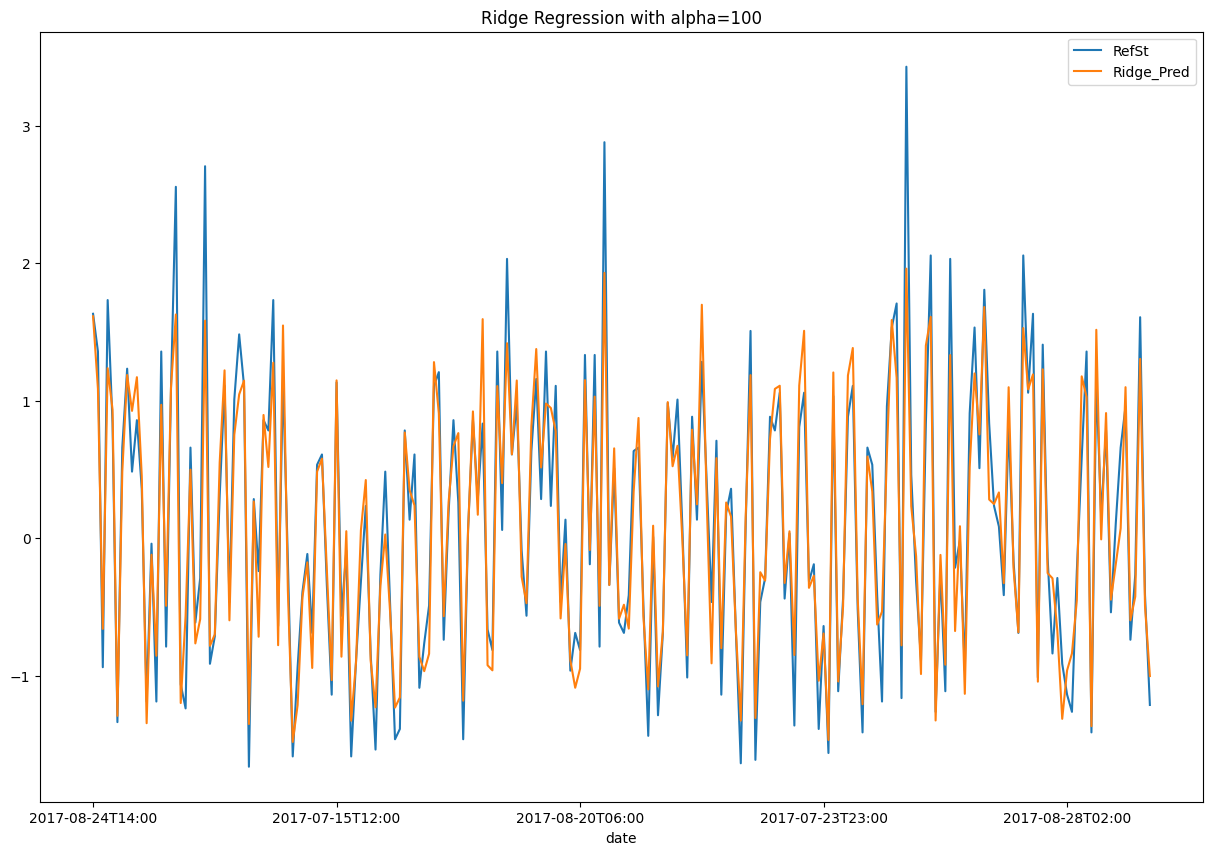 Ridge Regression with alpha=100
RefSt
Ridge_Pred
3
2
1
0
−1
2017-08-24T14:00
2017-07-15T12:00
2017-08-20T06:00
2017-07-23T23:00
2017-08-28T02:00
date